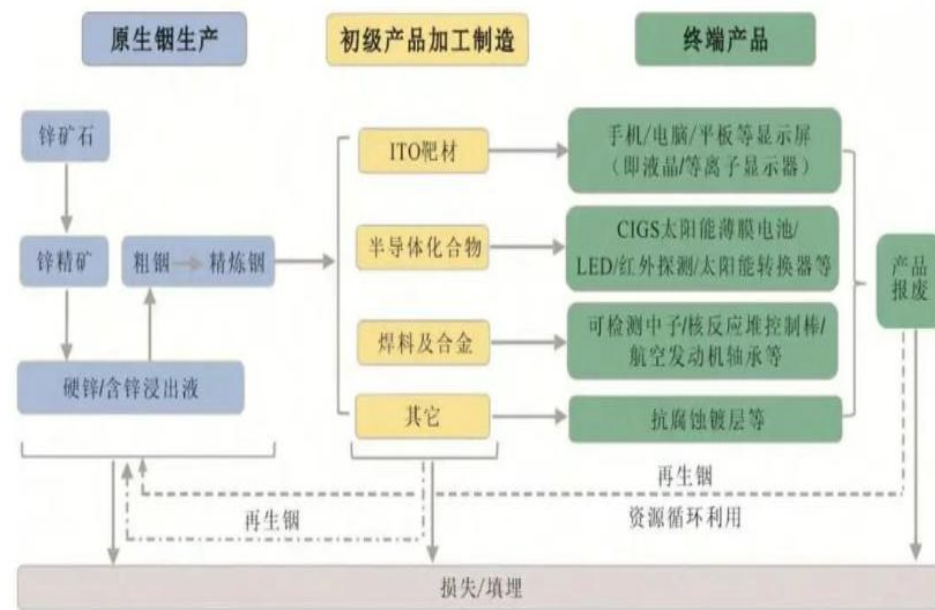 原生铟生产
初级产品加工制造
终端产品
锌矿石
ITO靶材
手机/电脑/平板等显示屏
（即液晶/等离子显示器）
锌精矿
粗铟
精炼铟
半导体化合物
CIGS太阳能薄膜电池/
LED/红外探测/太阳能转换器等
产品
报废
硬锌/含锌浸出液
焊料及合金
可检测中子/核反应堆控制棒/
航空发动机轴承等
其它
抗腐蚀镀层等
再生铟
再生铟
资源循环利用
损失/填埋